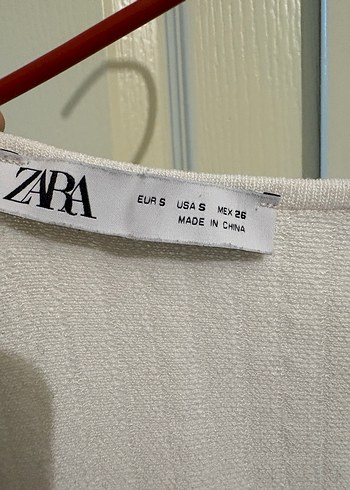 ZARA
EUR S USA S MEX 26
MADE IN CHINA